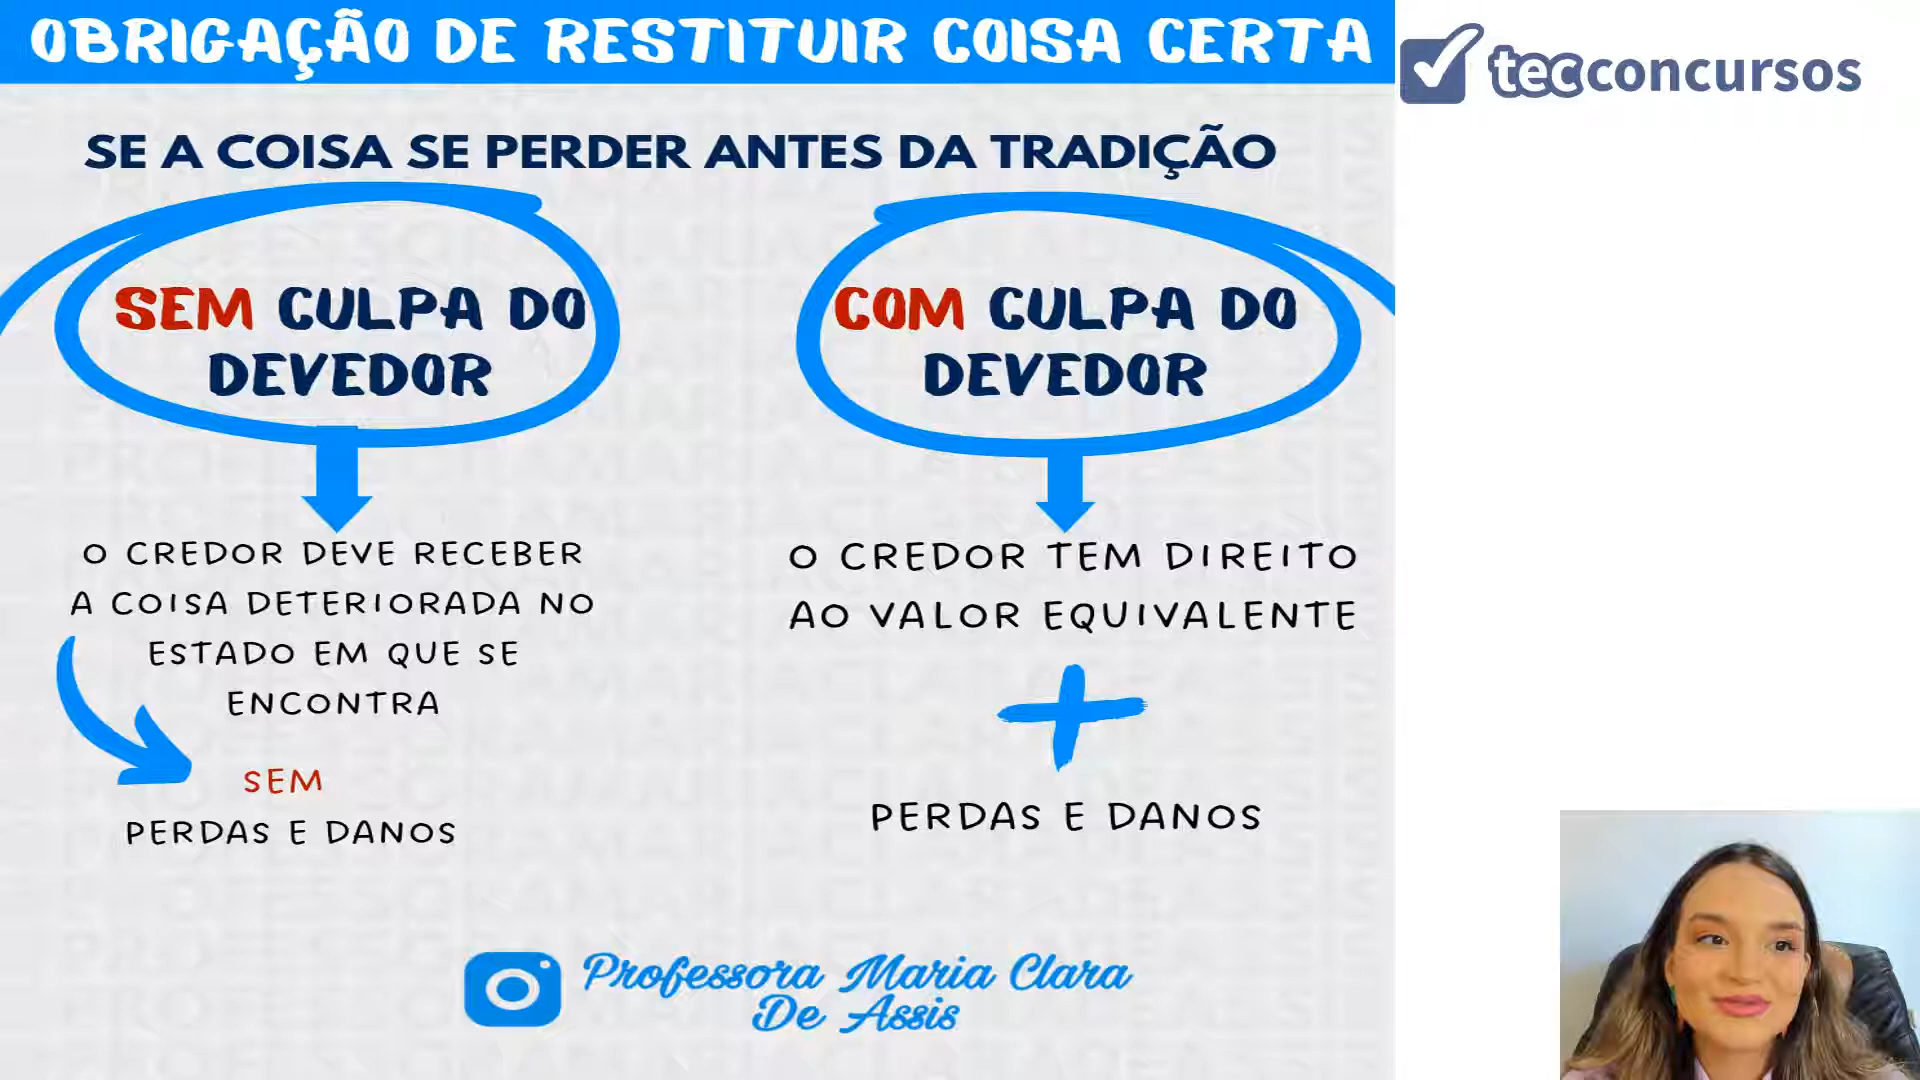 OBRIGAÇÃO DE RESTITUIR COISA CERTA
tecconcursos
SE A COISA SE PERDER ANTES DA TRADIÇÃO
SEM CULPA DO
DEVEDOR
O CREDOR DEVE RECEBER
A COISA DETERIORADA NO
ESTADO EM QUE SE
ENCONTRA
SEM
PERDAS E DANOS
COM CULPA DO
DEVEDOR
O CREDOR TEM DIREITO
AO VALOR EQUIVALENTE
PERDAS E DANOS
Professora Maria Clara
De Assis